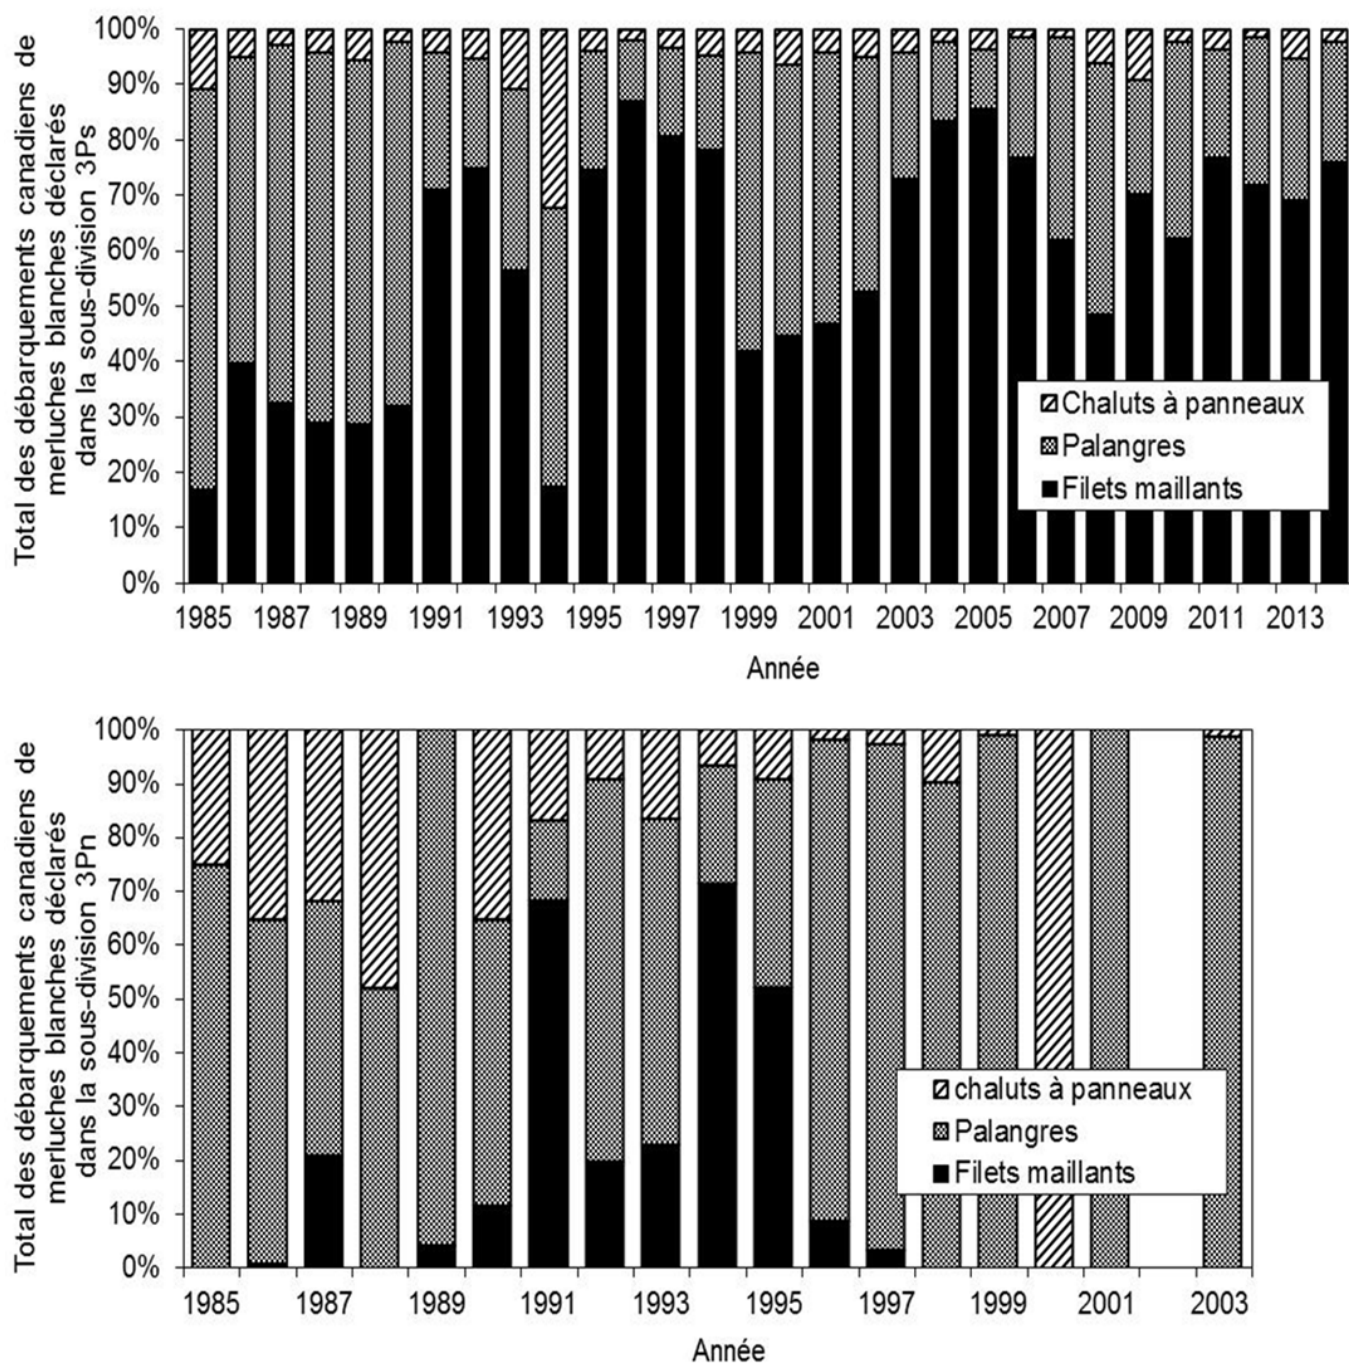 Total des débarquements canadiens de
merluches blanches déclarés
dans la sous-division 3Ps
100%
90%
80%
70%
60%
50%
40%
30%
20%
10%
0%
Chaluts à panneaux
Palangres
Filets maillants
1985 1987 1989 1991 1993 1995 1997 1999 2001 2003 2005 2007 2009 2011 2013
Année
Total des débarquements canadiens de
merluches blanches déclarés
dans la sous-division 3Pn
100%
90%
80%
70%
60%
50%
40%
30%
20%
10%
0%
chaluts à panneaux
Palangres
Filets maillants
1985 1987 1989 1991 1993 1995 1997 1999 2001 2003
Année